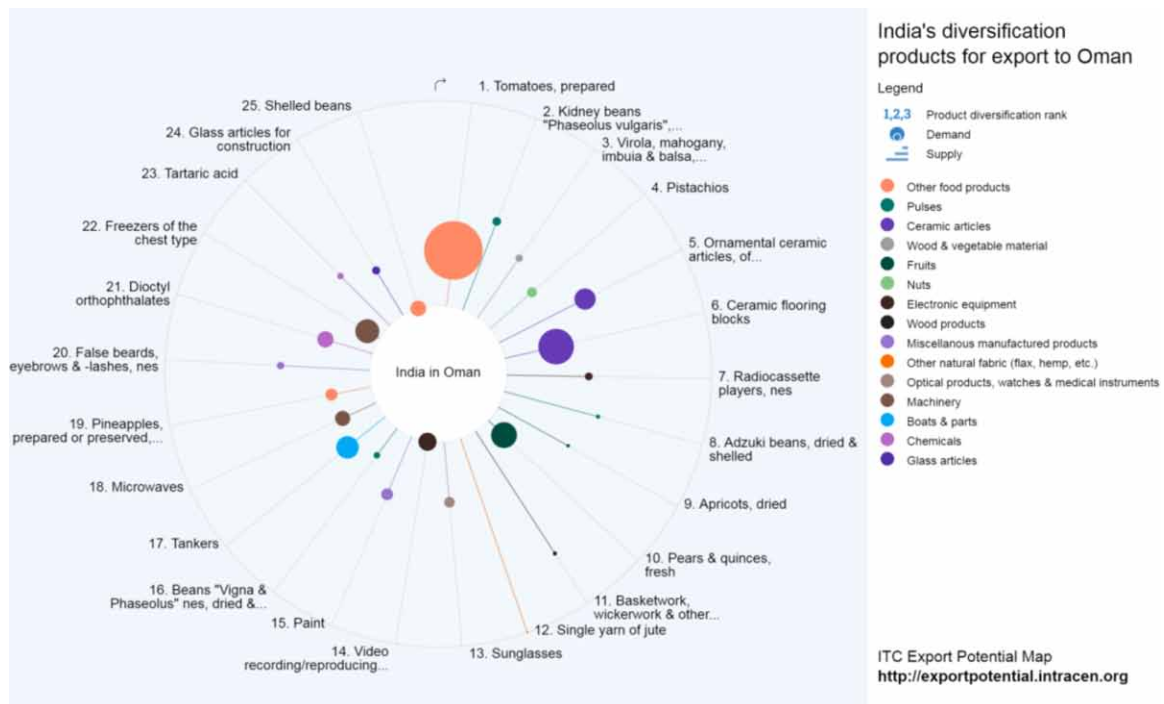 India's diversification
products for export to Oman
Legend
1,2,3 Product diversification rank
Demand
Supply
Other food products
Pulses
Ceramic articles
Wood & vegetable material
Fruits
Nuts
Electronic equipment
Wood products
Miscellanous manufactured products
Other natural fabric (flax, hemp, etc.)
Optical products, watches & medical instruments
Machinery
Boats & parts
Chemicals
Glass articles
1. Tomatoes, prepared
2. Kidney beans
"Phaseolus vulgaris",...
3. Virola, mahogany,
imbuia & balsa,...
4. Pistachios
5. Ornamental ceramic
articles, of...
6. Ceramic flooring
blocks
7. Radiocassette
players, nes
8. Adzuki beans, dried &
shelled
9. Apricots, dried
10. Pears & quinces,
fresh
11. Basketwork,
wickerwork & other...
12. Single yarn of jute
13. Sunglasses
14. Video
recording/reproducing...
15. Paint
16. Beans "Vigna &
Phaseolus" nes, dried &...
17. Tankers
18. Microwaves
19. Pineapples,
prepared or preserved,...
20. False beards,
eyebrows & -lashes, nes
21. Dioctyl
orthophthalates
22. Freezers of the
chest type
23. Tartaric acid
24. Glass articles for
construction
25. Shelled beans
India in Oman
ITC Export Potential Map
http://exportpotential.intracen.org